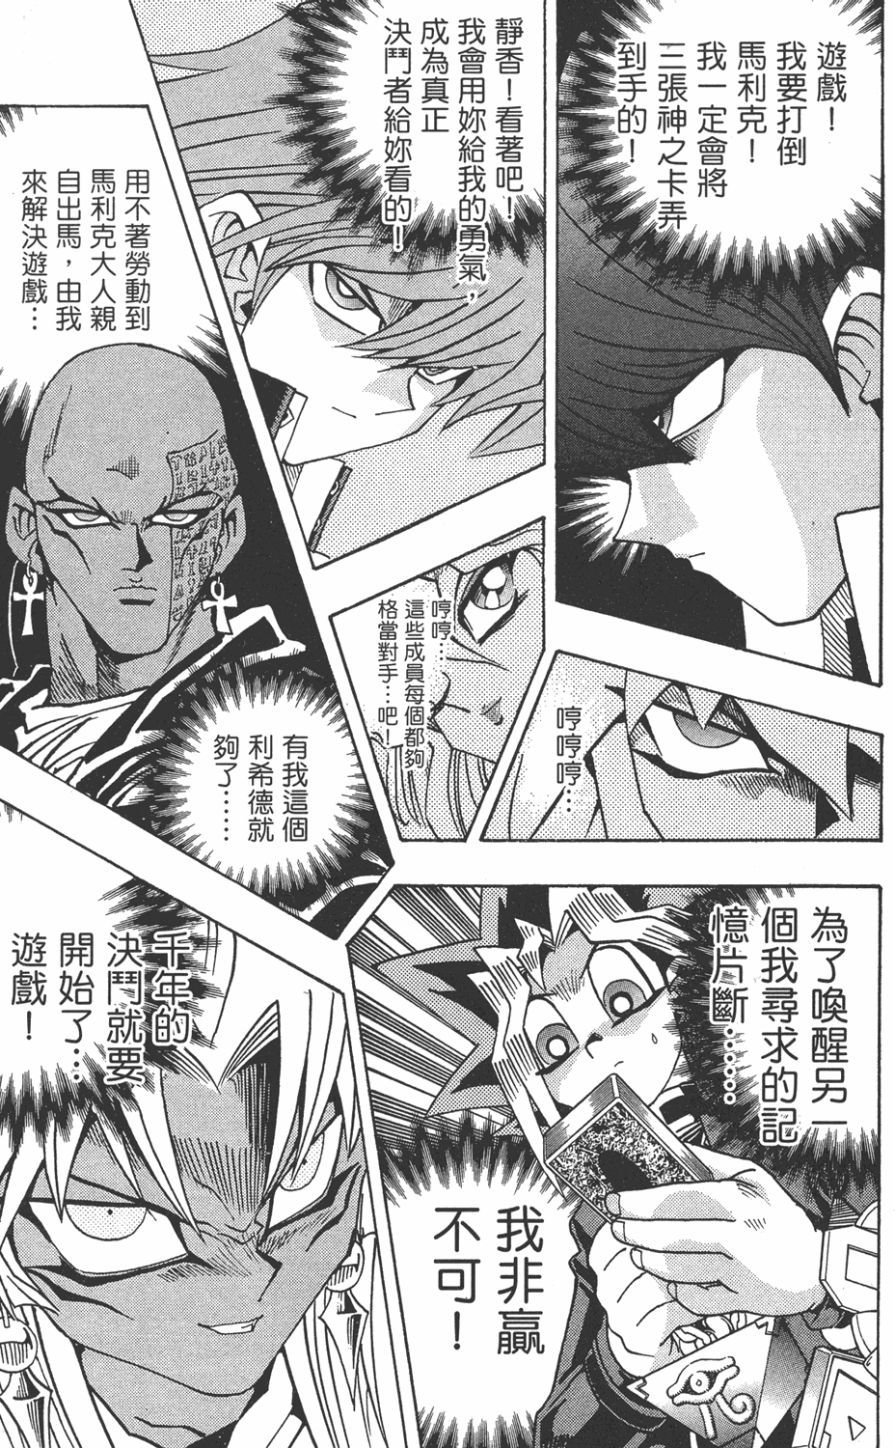 遊戲！
我要打倒
馬利克！
我一定會將
三張神之卡弄
到手的！
靜香！看著吧！
我會用妳給我的勇氣，
成為真正
決鬥者給妳看的！
用不著勞動到
馬利克大人親
自出馬，由我
來解決遊戲…
哼哼哼…
哼哼…
這些成員每個都夠
格當對手…吧！
有我這個
利希德就
夠了……
為了喚醒另一
個我尋求的記
憶片斷……
我非贏
不可！
千年的
決鬥就要
開始了…
遊戲！